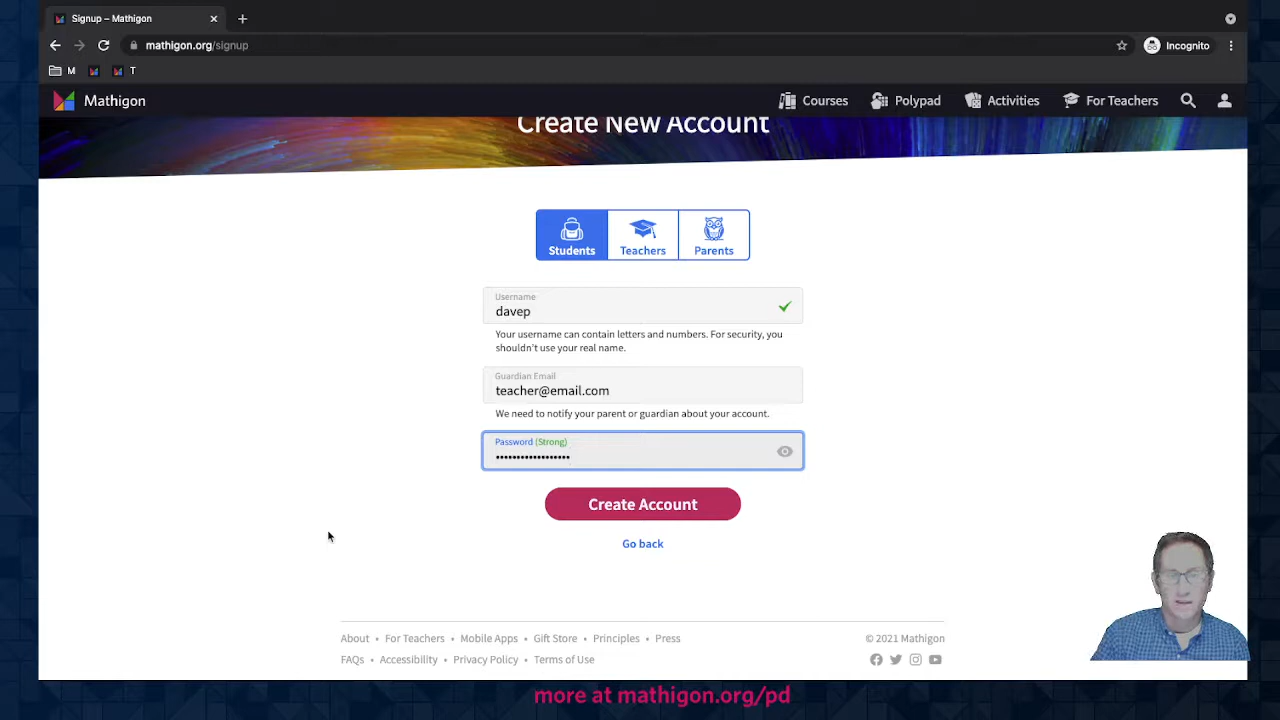 Signup – Mathigon
mathigon.org/signup
Incognito
M
T
Mathigon
Courses
Polypad
Activities
For Teachers
Create New Account
Students
Teachers
Parents
Username
davep
Your username can contain letters and numbers. For security, you
shouldn't use your real name.
Guardian Email
teacher@email.com
We need to notify your parent or guardian about your account.
Password (Strong)
••••••••••••••••••
Create Account
Go back
About • For Teachers • Mobile Apps • Gift Store • Principles • Press
© 2021 Mathigon
FAQs • Accessibility • Privacy Policy • Terms of Use
more at mathigon.org/pd